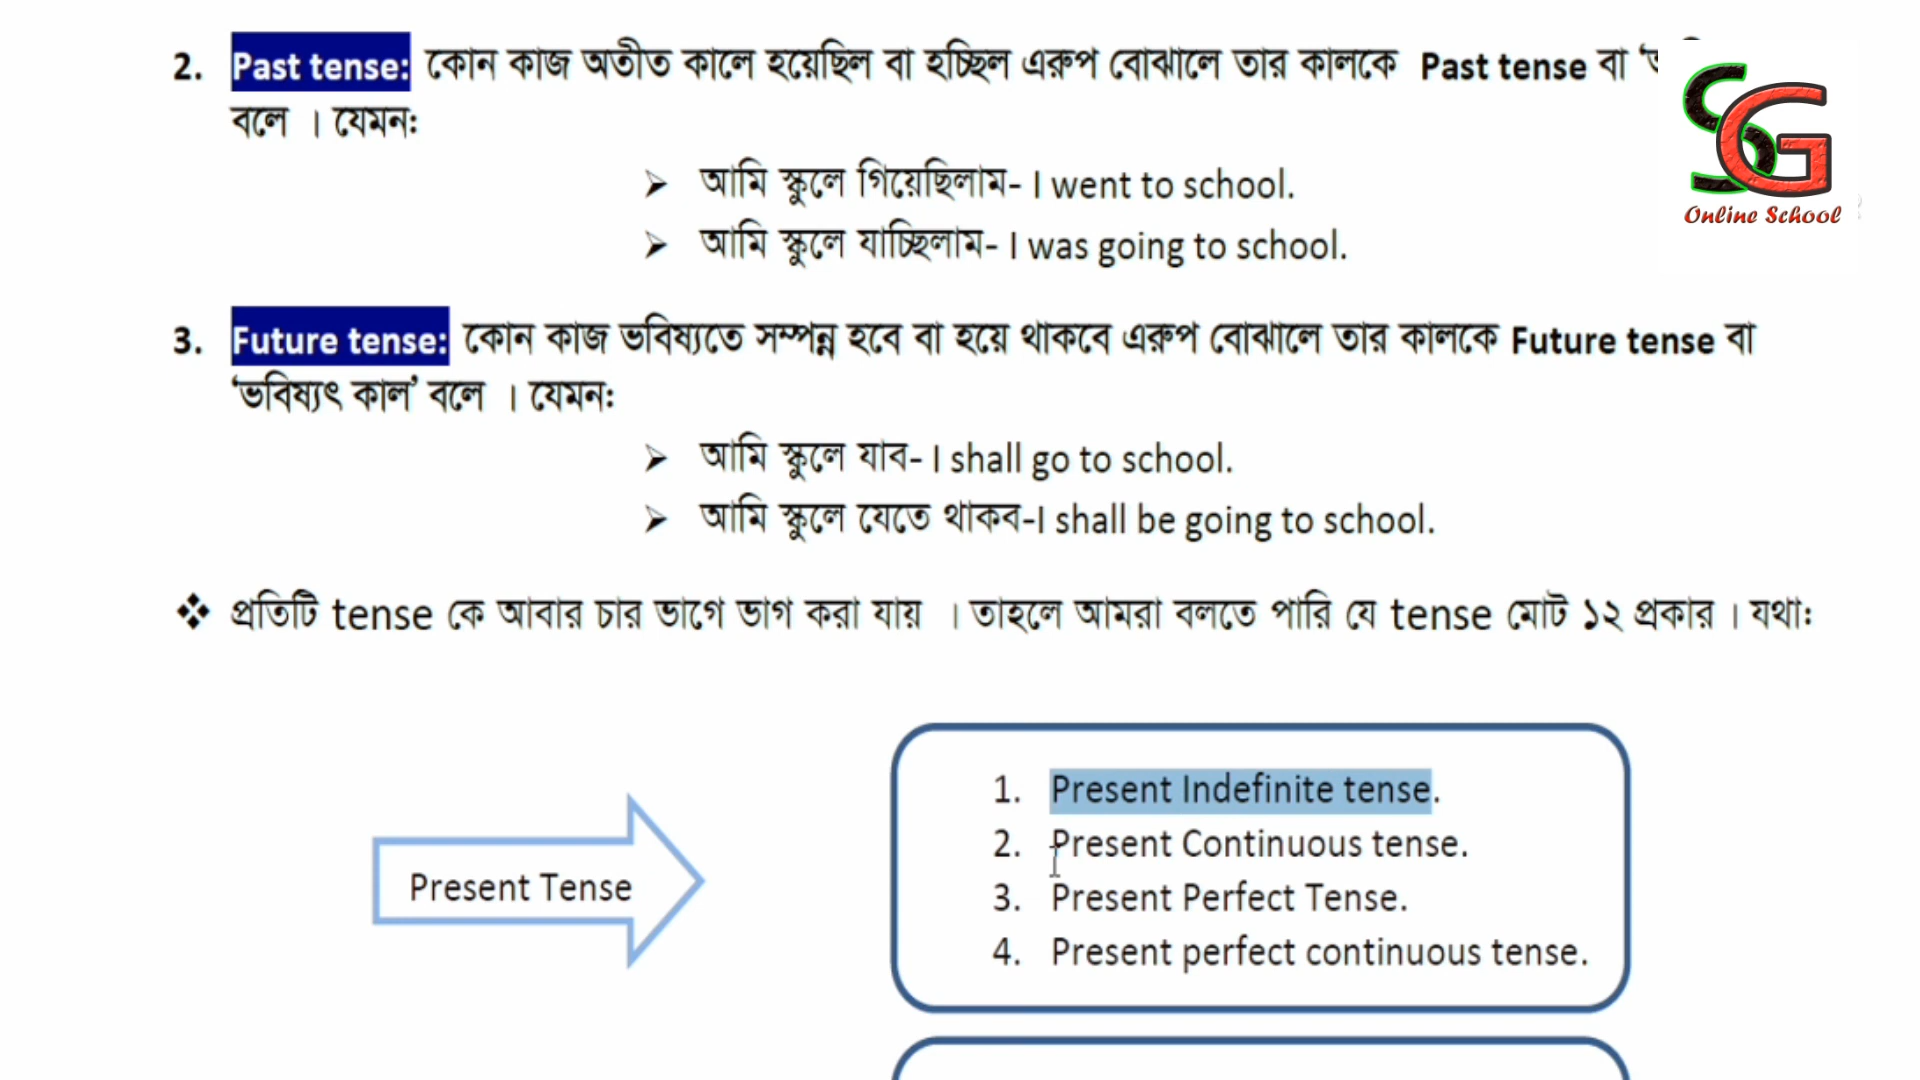 2. Past tense: কোন কাজ অতীত কালে হয়েছিল বা হচ্ছিল এরুপ বোঝালে তার কালকে Past tense বা
বলে । যেমনঃ
➢ আমি স্কুলে গিয়েছিলাম- I went to school.
➢ আমি স্কুলে যাচ্ছিলাম- I was going to school.
SG
Online School
3. Future tense: কোন কাজ ভবিষ্যতে সম্পন্ন হবে বা হয়ে থাকবে এরুপ বোঝালে তার কালকে Future tense বা
‘ভবিষ্যৎ কাল’ বলে । যেমনঃ
➢ আমি স্কুলে যাব- I shall go to school.
➢ আমি স্কুলে যেতে থাকব-I shall be going to school.
❖ প্রতিটি tense কে আবার চার ভাগে ভাগ করা যায় । তাহলে আমরা বলতে পারি যে tense মোট ১২ প্রকার । যথাঃ
Present Tense
1. Present Indefinite tense.
2. Present Continuous tense.
3. Present Perfect Tense.
4. Present perfect continuous tense.